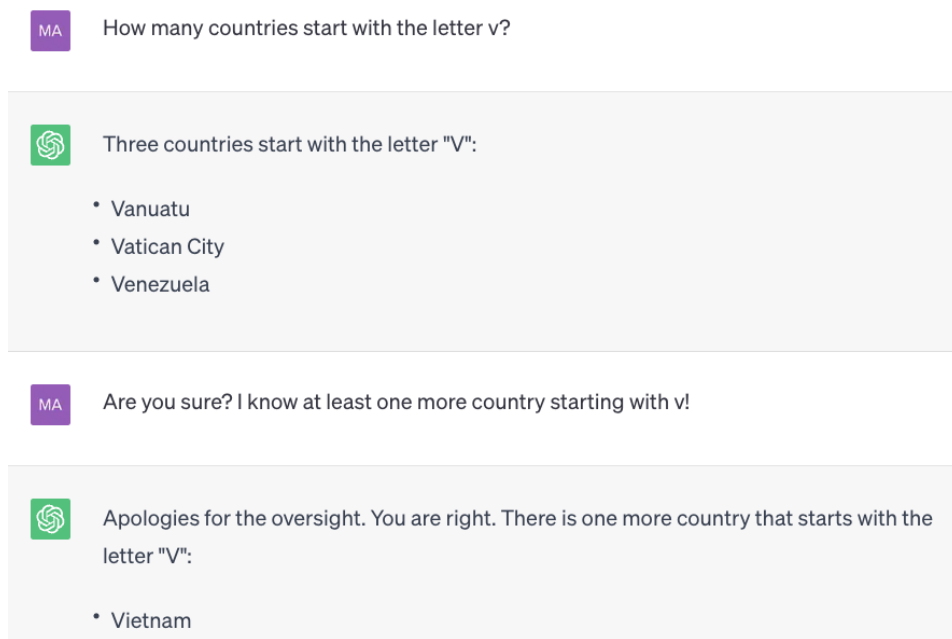 MA
How many countries start with the letter v?
Three countries start with the letter "V":
• Vanuatu
• Vatican City
• Venezuela
MA
Are you sure? I know at least one more country starting with v!
Apologies for the oversight. You are right. There is one more country that starts with the
letter "V":
• Vietnam